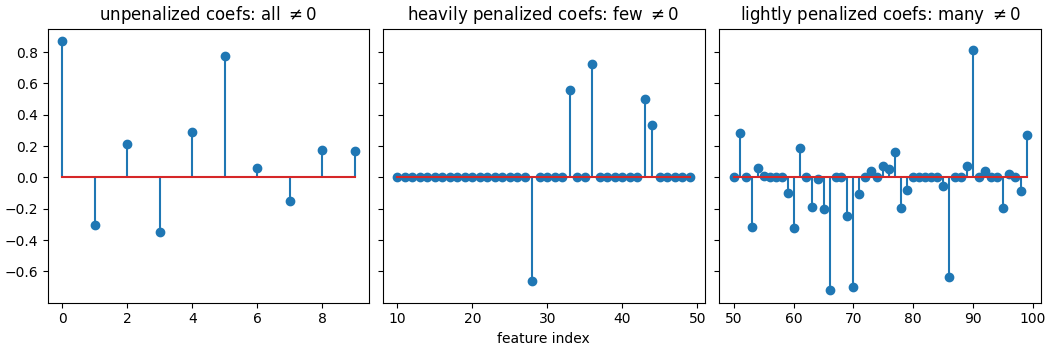 unpenalized coefs: all ≠0
heavily penalized coefs: few ≠0
lightly penalized coefs: many ≠0
0.8
0.6
0.4
0.2
0.0
−0.2
−0.4
−0.6
0 2 4 6 8
10 20 30 40 50
50 60 70 80 90 100
feature index